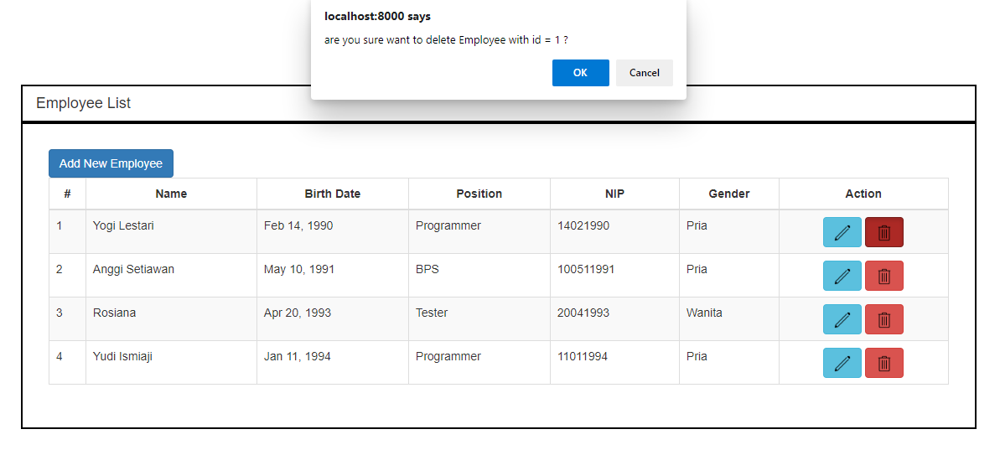 localhost:8000 says
are you sure want to delete Employee with id = 1 ?
OK Cancel
Employee List
Add New Employee
# Name Birth Date Position NIP Gender Action
1 Yogi Lestari Feb 14, 1990 Programmer 14021990 Pria
2 Anggi Setiawan May 10, 1991 BPS 100511991 Pria
3 Rosiana Apr 20, 1993 Tester 20041993 Wanita
4 Yudi Ismiaji Jan 11, 1994 Programmer 11011994 Pria